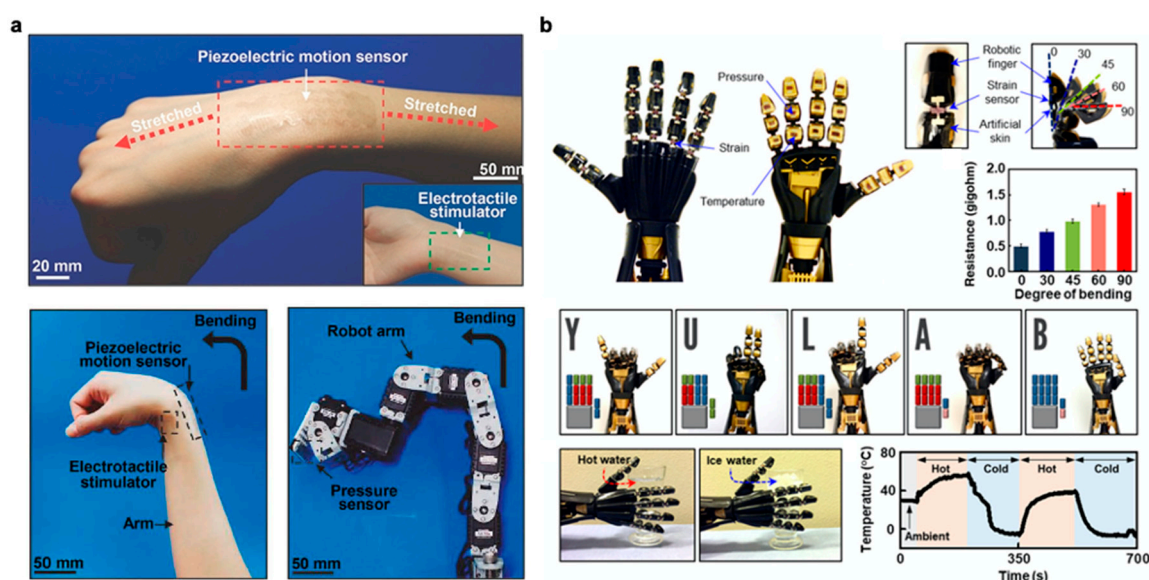 a
Piezoelectric motion sensor
Stretched
Stretched
50 mm
Electrotactile
stimulator
20 mm
Bending
Piezoelectric
motion sensor
Electrotactile
stimulator
Arm
50 mm
Bending
Robot arm
Pressure
sensor
50 mm
b
Pressure
Strain
Temperature
Robotic
finger
Strain
sensor
Artificial
skin
0
30
45
60
90
Resistance (gigohm)
2.0
1.5
1.0
0.5
0.0
0 30 45 60 90
Degree of bending
Y
U
L
A
B
Hot water
Ice water
Temperature (°C)
80
40
0
Hot
Cold
Hot
Cold
Ambient
0 350 700
Time (s)